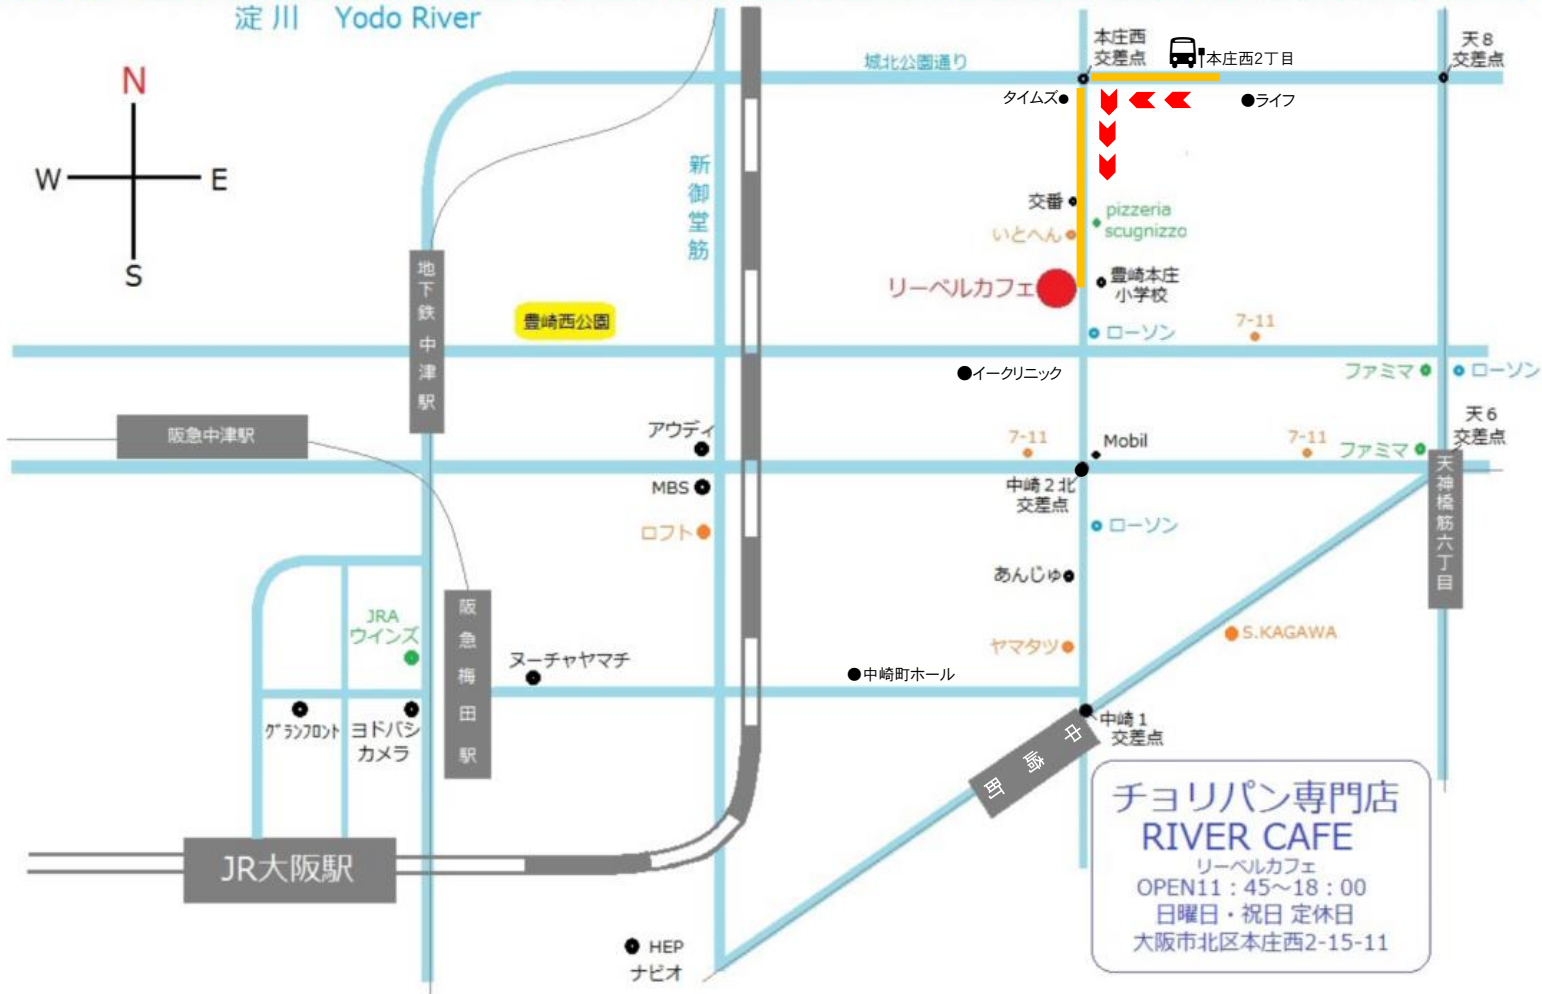 淀川 Yodo River
N
W
E
S
城北公園通り
本庄西
交差点
本庄西2丁目
天8
交差点
タイムズ
ライフ
新御堂筋
交番
いとへん
pizzeria
scugnizzo
リーベルカフェ
豊崎本庄
小学校
地下鉄中津駅
豊崎西公園
ローソン
7-11
イークリニック
ファミマ
ローソン
阪急中津駅
アウディ
7-11
Mobil
7-11
ファミマ
天6
交差点
MBS
中崎2北
交差点
天神橋筋六丁目
ロフト
ローソン
あんじゅ
JRA
ウインズ
阪急梅田駅
ヌーチャヤマチ
ヤマタツ
S.KAGAWA
中崎町ホール
グランフロント
ヨドバシ
カメラ
中崎1
交差点
中崎町
JR大阪駅
HEP
ナビオ
チョリパン専門店
RIVER CAFE
リーベルカフェ
OPEN11:45~18:00
日曜日・祝日 定休日
大阪市北区本庄西2-15-11